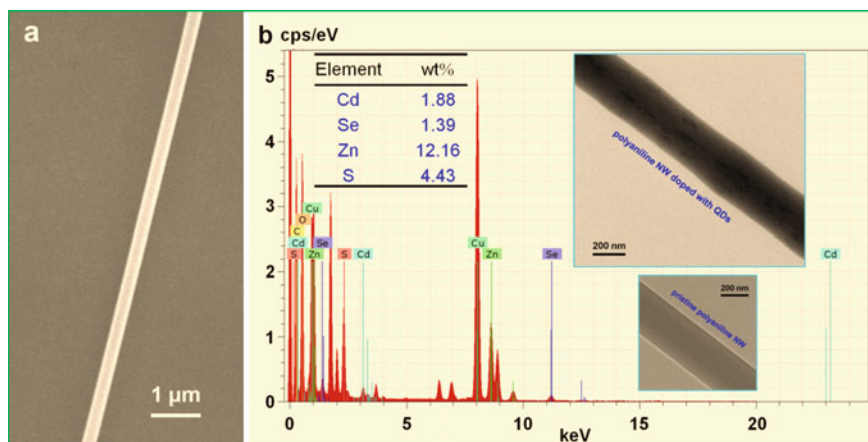 a
1 µm
b
cps/eV
5
4
3
2
1
0
Element wt%
Cd 1.88
Se 1.39
Zn 12.16
S 4.43
Cu
O
C
Cd
Se
S
Zn
S
Cd
Cu
Zn
Se
Cd
polyaniline NW doped with QDs
200 nm
200 nm
pristine polyaniline NW
0 5 10 15 20
keV